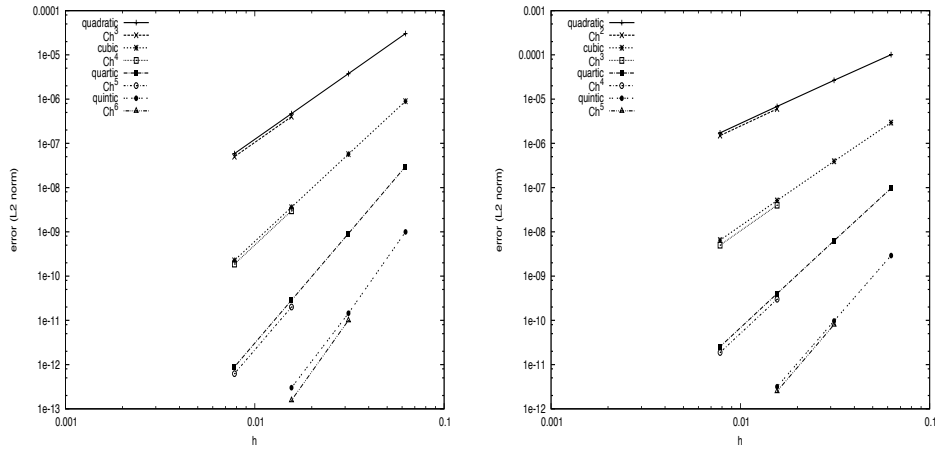 0.0001
1e-05
1e-06
1e-07
1e-08
1e-09
1e-10
1e-11
1e-12
1e-13
0.001
0.01
0.1
h
error (L2 norm)
quadratic
Ch^3
cubic
Ch^4
quartic
Ch^5
quintic
Ch^6
0.0001
1e-05
1e-06
1e-07
1e-08
1e-09
1e-10
1e-11
1e-12
0.001
0.01
0.1
h
error (L2 norm)
quadratic
Ch^2
cubic
Ch^3
quartic
Ch^4
quintic
Ch^5